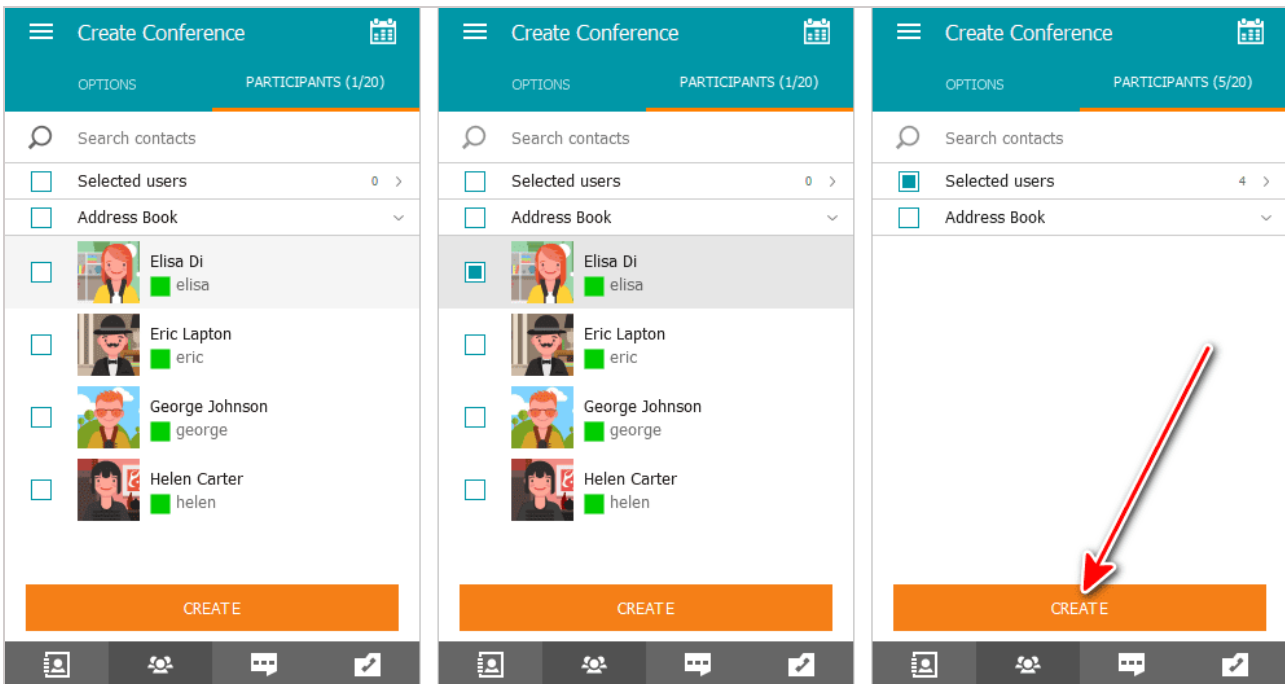 Create Conference
OPTIONS PARTICIPANTS (1/20)
Search contacts
Selected users 0
Address Book
Elisa Di
elisa
Eric Lapton
eric
George Johnson
george
Helen Carter
helen
CREATE
Create Conference
OPTIONS PARTICIPANTS (1/20)
Search contacts
Selected users 0
Address Book
Elisa Di
elisa
Eric Lapton
eric
George Johnson
george
Helen Carter
helen
CREATE
Create Conference
OPTIONS PARTICIPANTS (5/20)
Search contacts
Selected users 4
Address Book
CREATE